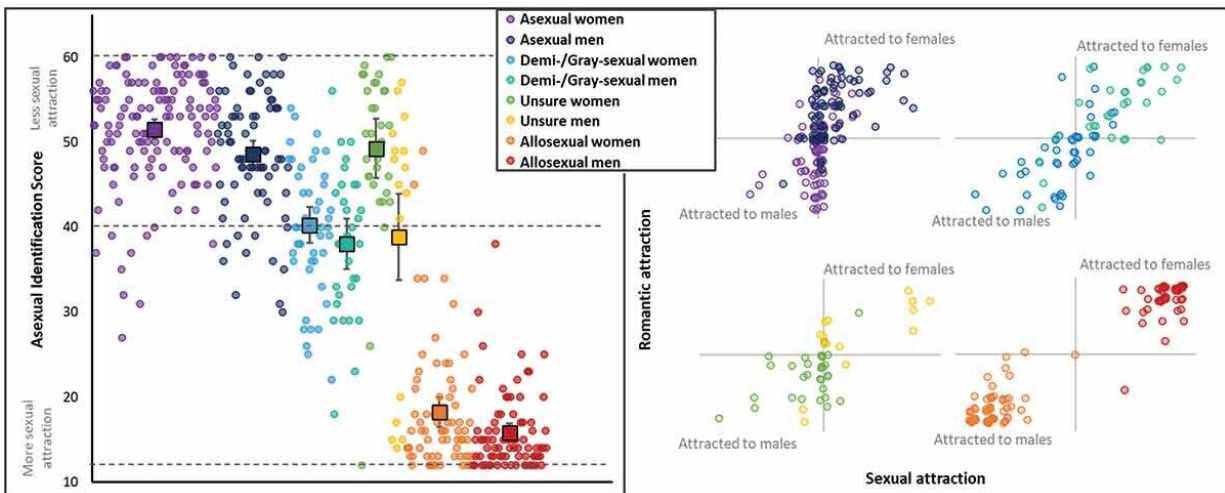 Asexual women
Asexual men
Demi-/Gray-sexual women
Demi-/Gray-sexual men
Unsure women
Unsure men
Allosexual women
Allosexual men
Asexual Identification Score
Less sexual
attraction
More sexual
attraction
60
50
40
30
20
10
Romantic attraction
Attracted to females
Attracted to males
Attracted to females
Attracted to males
Attracted to females
Attracted to males
Attracted to females
Attracted to males
Sexual attraction